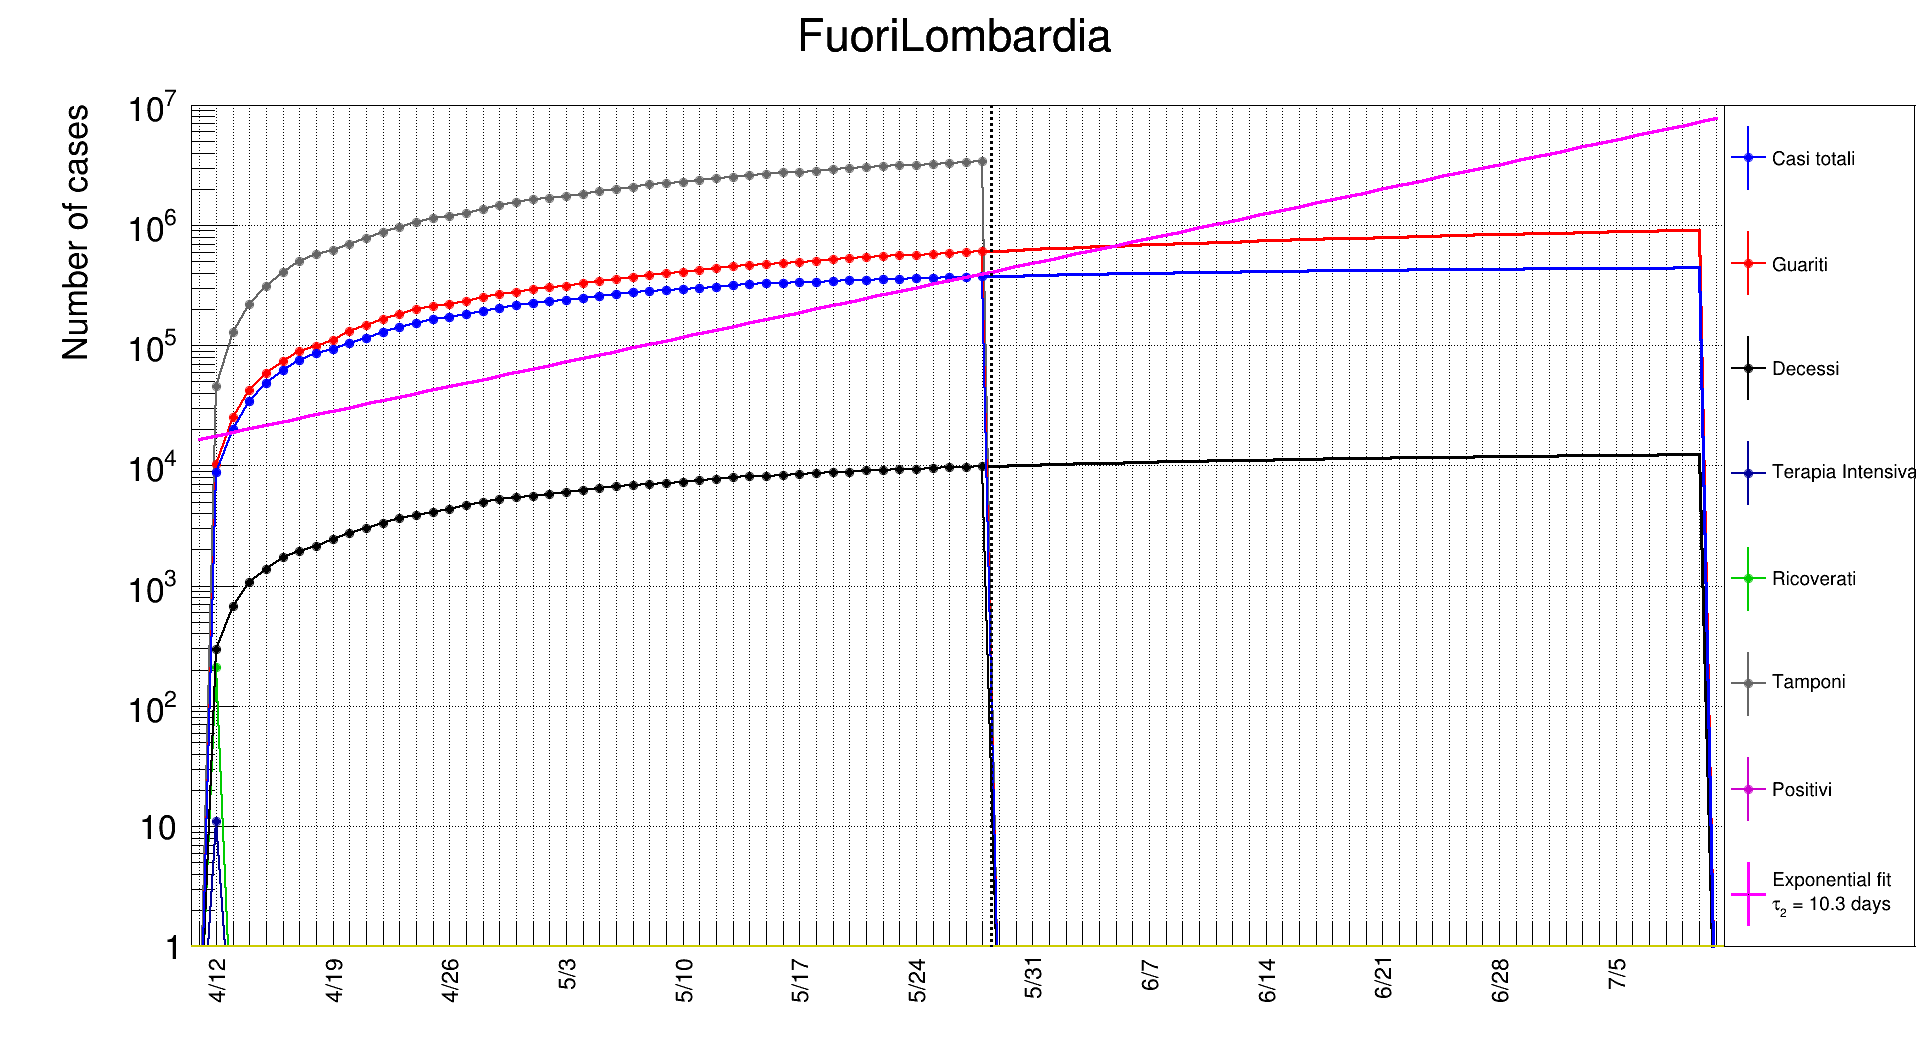 FuoriLombardia
Number of cases
10^7
10^6
10^5
10^4
10^3
10^2
10
1
4/12
4/19
4/26
5/3
5/10
5/17
5/24
5/31
6/7
6/14
6/21
6/28
7/5
Casi totali
Guariti
Decessi
Terapia Intensiva
Ricoverati
Tamponi
Positivi
Exponential fit
τ₂ = 10.3 days